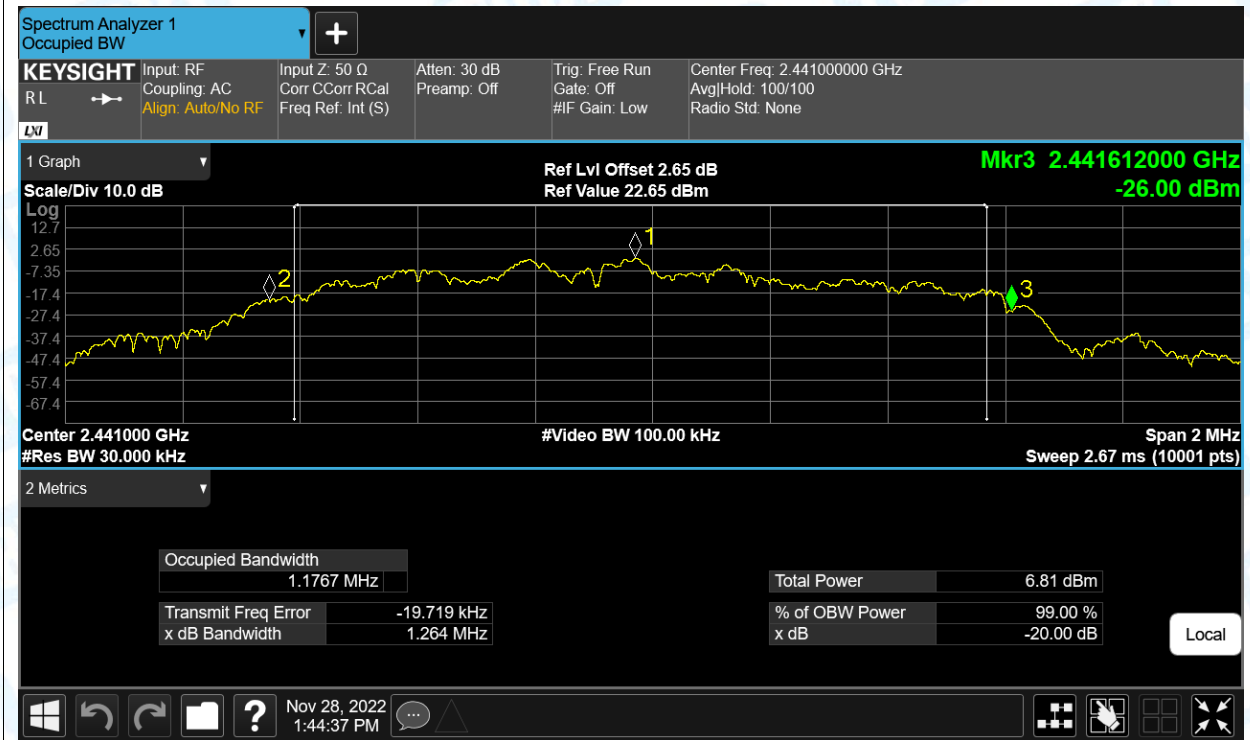 Spectrum Analyzer 1
Occupied BW
KEYSIGHT
R L
LXI
Input: RF
Coupling: AC
Align: Auto/No RF
Input Z: 50 Ω
Corr CCorr RCal
Freq Ref: Int (S)
Atten: 30 dB
Preamp: Off
Trig: Free Run
Gate: Off
#IF Gain: Low
Center Freq: 2.441000000 GHz
Avg|Hold: 100/100
Radio Std: None
1 Graph
Scale/Div 10.0 dB
Ref Lvl Offset 2.65 dB
Ref Value 22.65 dBm
Mkr3 2.441612000 GHz
-26.00 dBm
Log
12.7
2.65
-7.35
-17.4
-27.4
-37.4
-47.4
-57.4
-67.4
1
2
3
Center 2.441000 GHz
#Res BW 30.000 kHz
#Video BW 100.00 kHz
Span 2 MHz
Sweep 2.67 ms (10001 pts)
2 Metrics
Occupied Bandwidth
1.1767 MHz
Transmit Freq Error -19.719 kHz
x dB Bandwidth 1.264 MHz
Total Power 6.81 dBm
% of OBW Power 99.00 %
x dB -20.00 dB
Local
?
Nov 28, 2022
1:44:37 PM